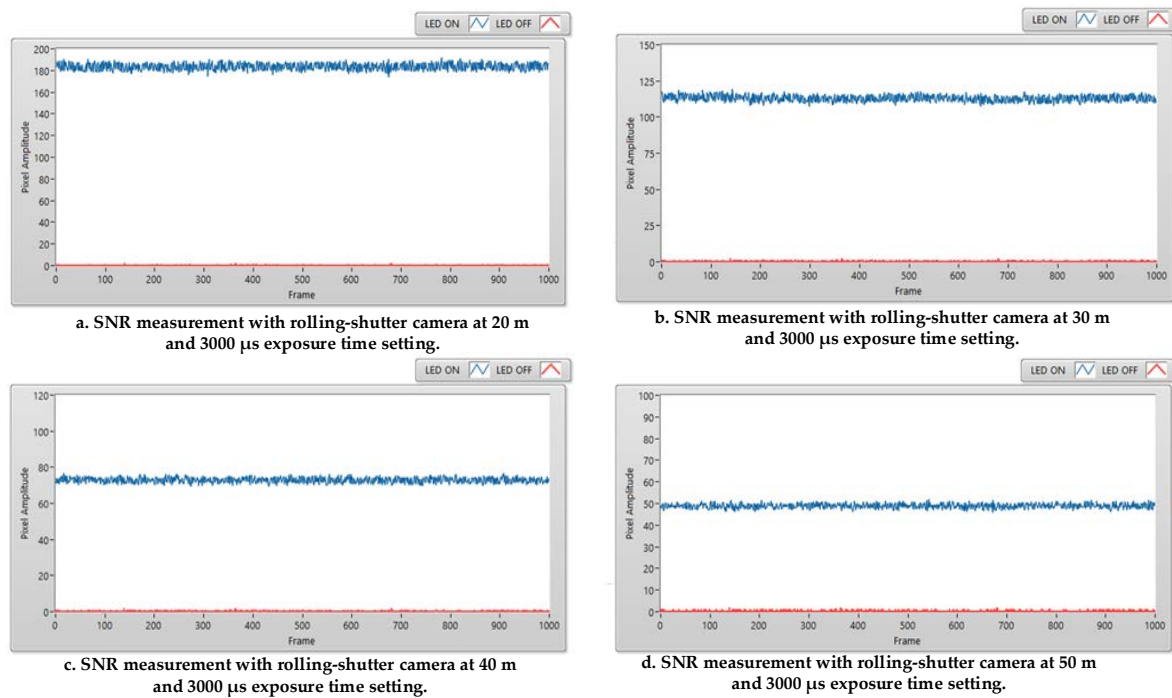 LED ON LED OFF
200
180
160
140
120
100
80
60
40
20
0
Pixel Amplitude
0 100 200 300 400 500 600 700 800 900 1000
Frame
a. SNR measurement with rolling-shutter camera at 20 m
and 3000 μs exposure time setting.
LED ON LED OFF
150
125
100
75
50
25
0
Pixel Amplitude
0 100 200 300 400 500 600 700 800 900 1000
Frame
b. SNR measurement with rolling-shutter camera at 30 m
and 3000 μs exposure time setting.
LED ON LED OFF
120
100
80
60
40
20
0
Pixel Amplitude
0 100 200 300 400 500 600 700 800 900 1000
Frame
c. SNR measurement with rolling-shutter camera at 40 m
and 3000 μs exposure time setting.
LED ON LED OFF
100
90
80
70
60
50
40
30
20
10
0
Pixel Amplitude
0 100 200 300 400 500 600 700 800 900 1000
Frame
d. SNR measurement with rolling-shutter camera at 50 m
and 3000 μs exposure time setting.